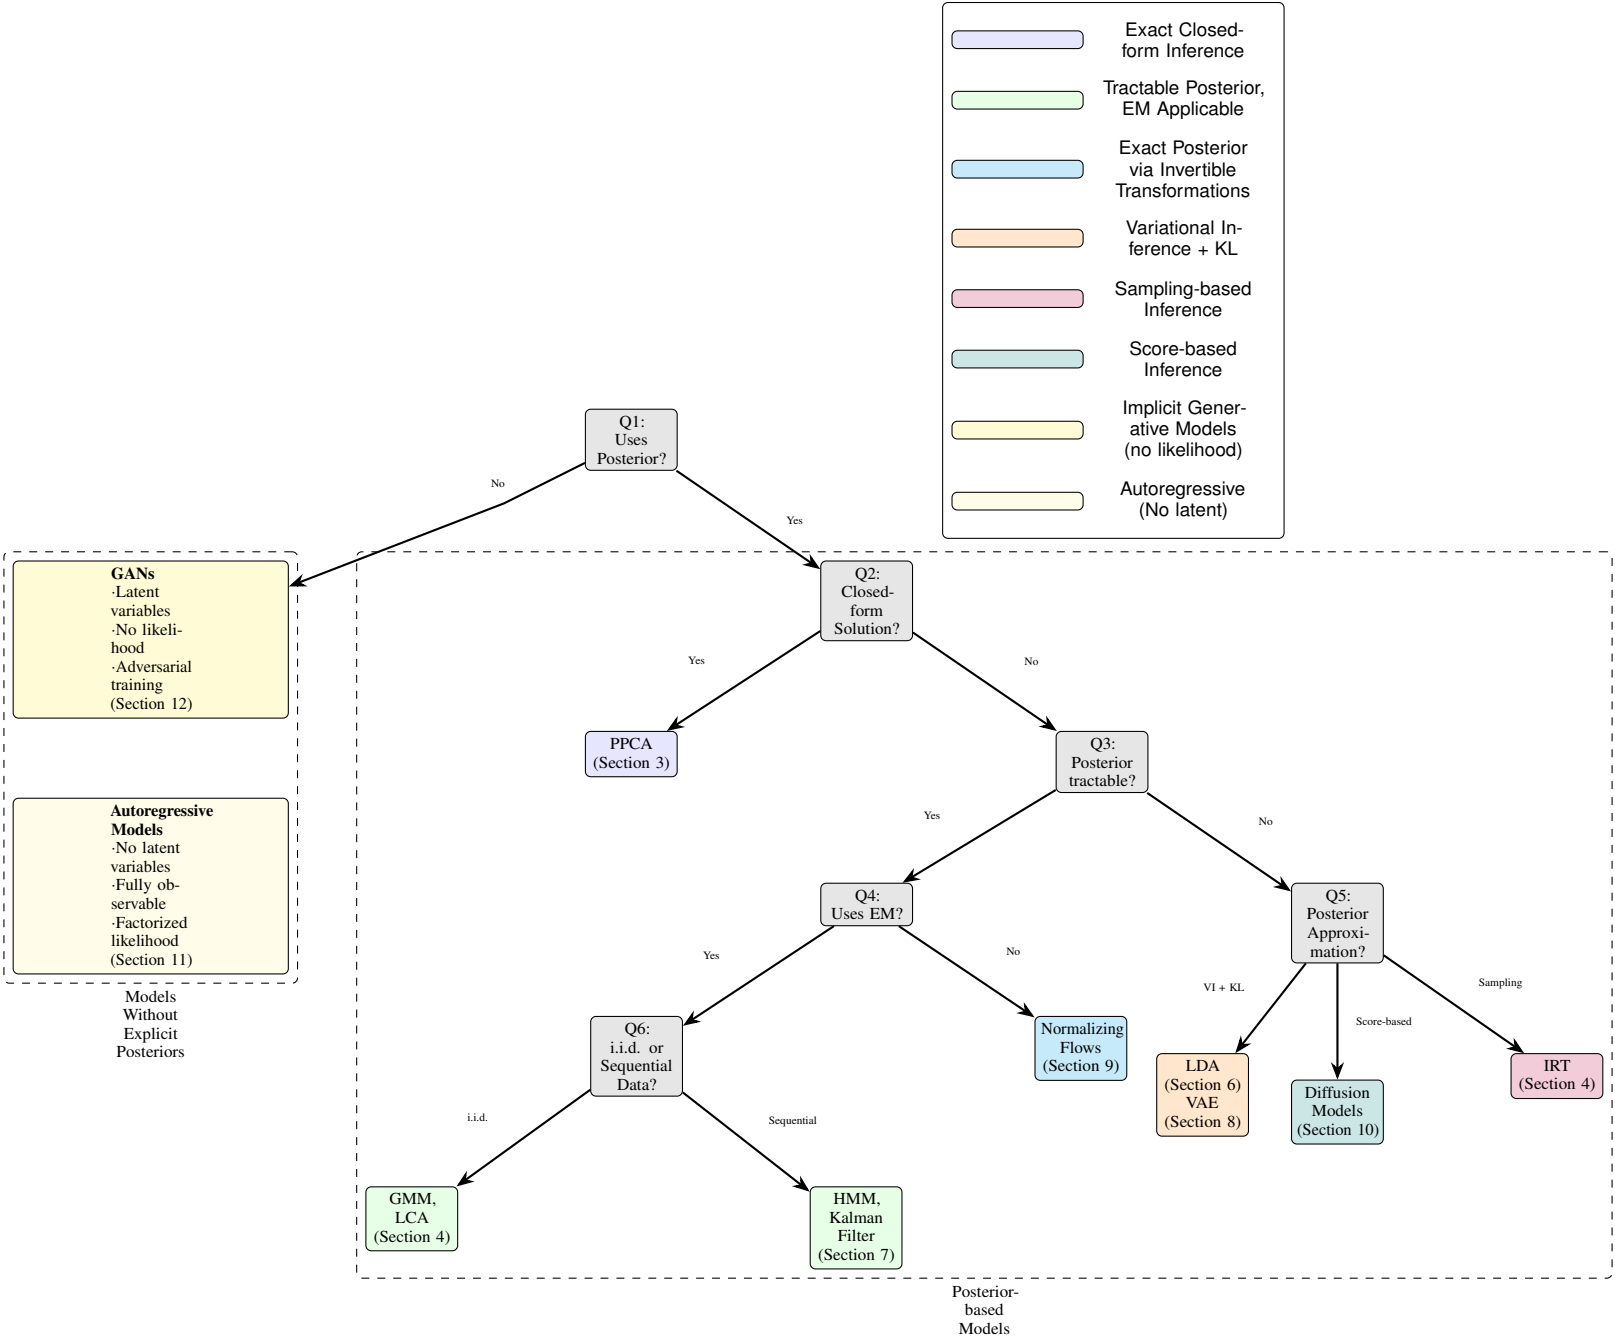 Exact Closed-
form Inference
Tractable Posterior,
EM Applicable
Exact Posterior
via Invertible
Transformations
Variational In-
ference + KL
Sampling-based
Inference
Score-based
Inference
Implicit Gener-
ative Models
(no likelihood)
Autoregressive
(No latent)
Q1:
Uses
Posterior?
No
Yes
GANs
·Latent
variables
·No likeli-
hood
·Adversarial
training
(Section 12)
Autoregressive
Models
·No latent
variables
·Fully ob-
servable
·Factorized
likelihood
(Section 11)
Models
Without
Explicit
Posteriors
Q2:
Closed-
form
Solution?
Yes
No
PPCA
(Section 3)
Q3:
Posterior
tractable?
Yes
No
Q4:
Uses EM?
Yes
No
Q5:
Posterior
Approxi-
mation?
VI + KL
Score-based
Sampling
Q6:
i.i.d. or
Sequential
Data?
i.i.d.
Sequential
Normalizing
Flows
(Section 9)
LDA
(Section 6)
VAE
(Section 8)
Diffusion
Models
(Section 10)
IRT
(Section 4)
GMM,
LCA
(Section 4)
HMM,
Kalman
Filter
(Section 7)
Posterior-
based
Models